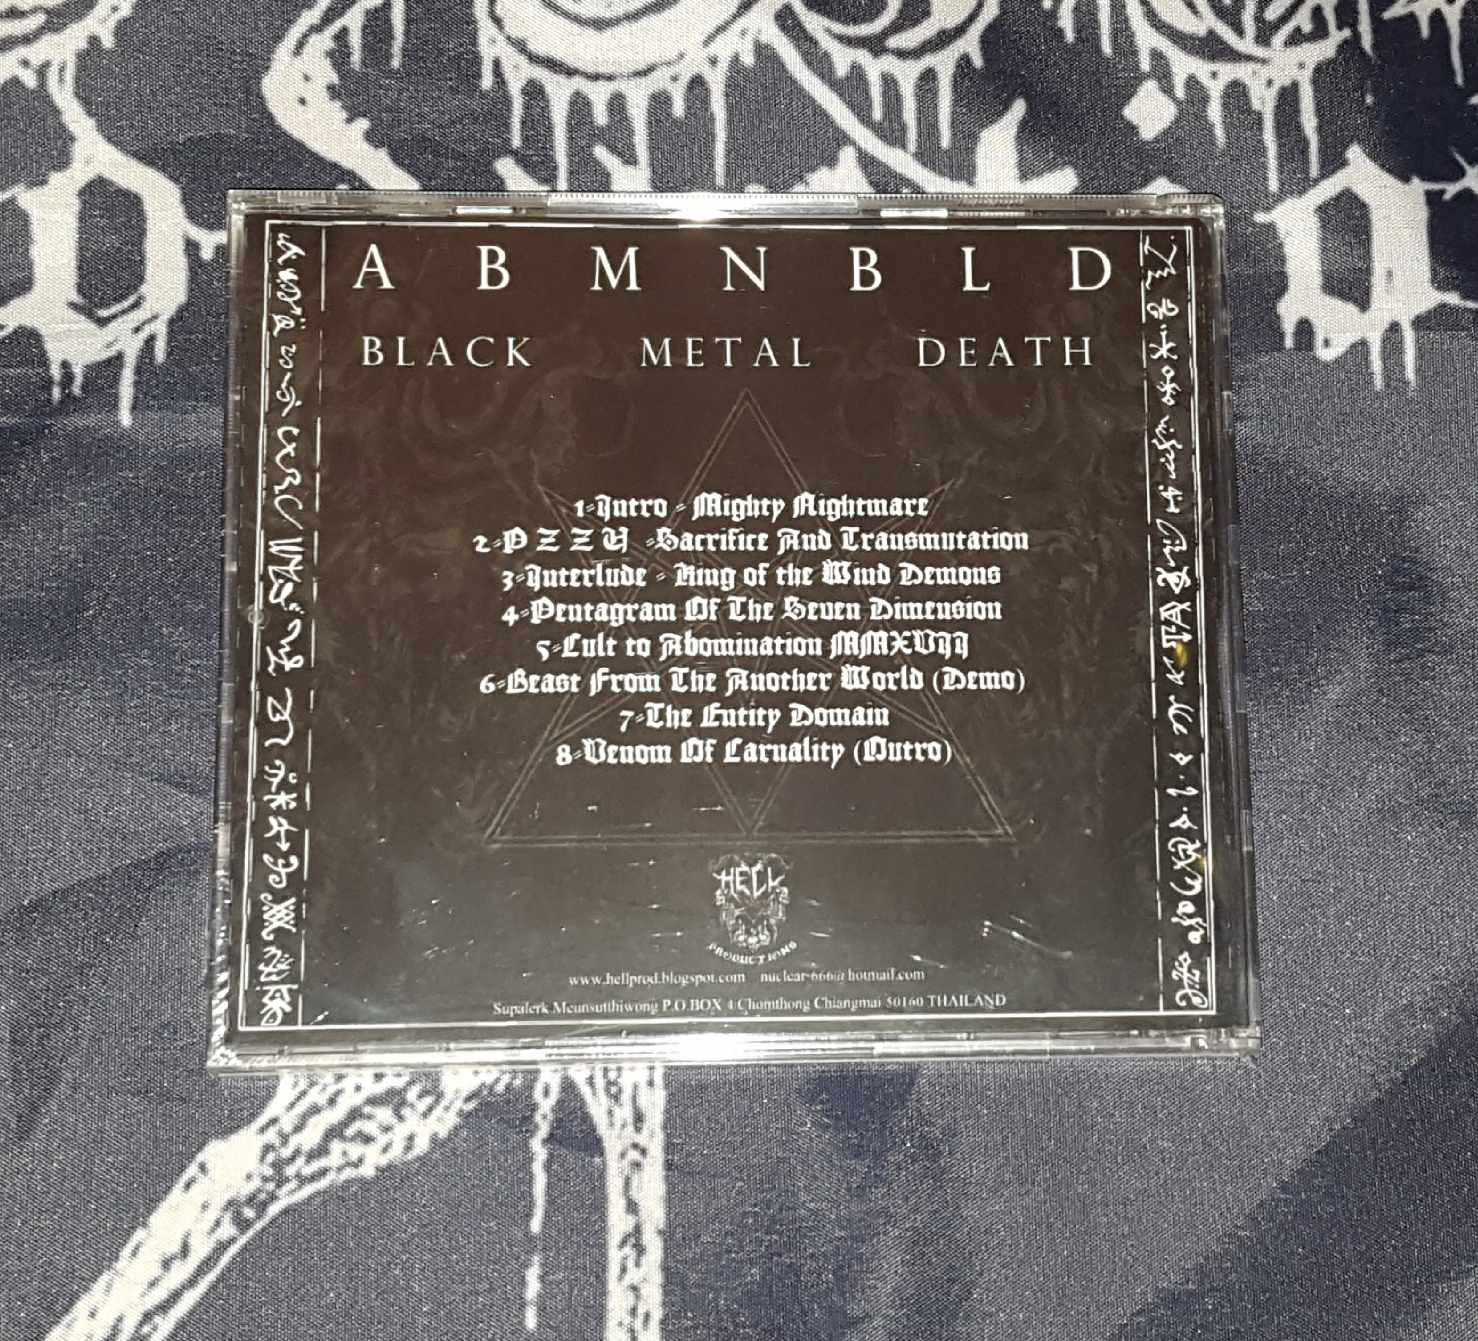 A B M N B L D
BLACK METAL DEATH
1-Intro - Mighty Nightmare
2-P Z Z U -Sacrifice And Transmutation
3-Interlude - King of the Wind Demons
4-Pentagram Of The Seven Dimension
5-Cult to Abomination MMXVII
6-Beast From The Another World (Demo)
7-The Entity Domain
8-Venom Of Carnality (Outro)
HELL
PRODUCTIONS
www.hellprod.blogspot.com nuclear-666@hotmail.com
Supalerk Meunsutthiwong P.O.BOX 4 Chomthong Chiangmai 50160 THAILAND